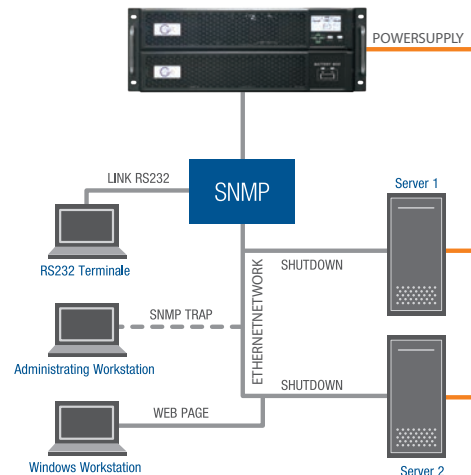 POWERSUPPLY
LINK RS232
SNMP
Server 1
RS232 Terminale
ETHERNETNETWORK
SHUTDOWN
SNMP TRAP
Administrating Workstation
SHUTDOWN
WEB PAGE
Windows Workstation
Server 2